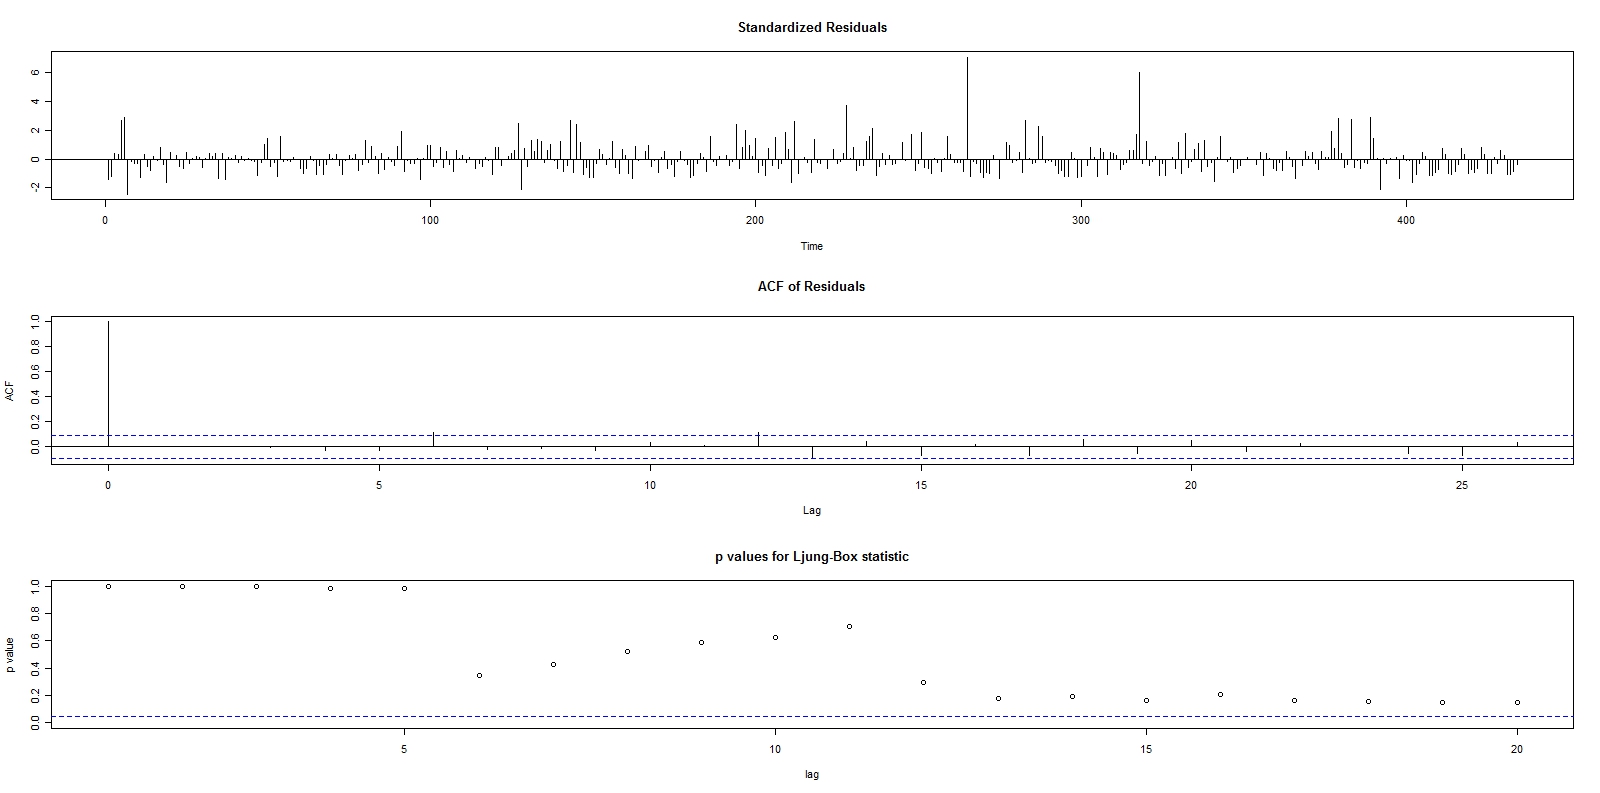 Standardized Residuals
6
4
2
0
-2
0 100 200 300 400
Time
ACF of Residuals
ACF
1.0
0.8
0.6
0.4
0.2
0.0
0 5 10 15 20 25
Lag
p values for Ljung-Box statistic
p value
1.0
0.8
0.6
0.4
0.2
0.0
5 10 15 20
lag